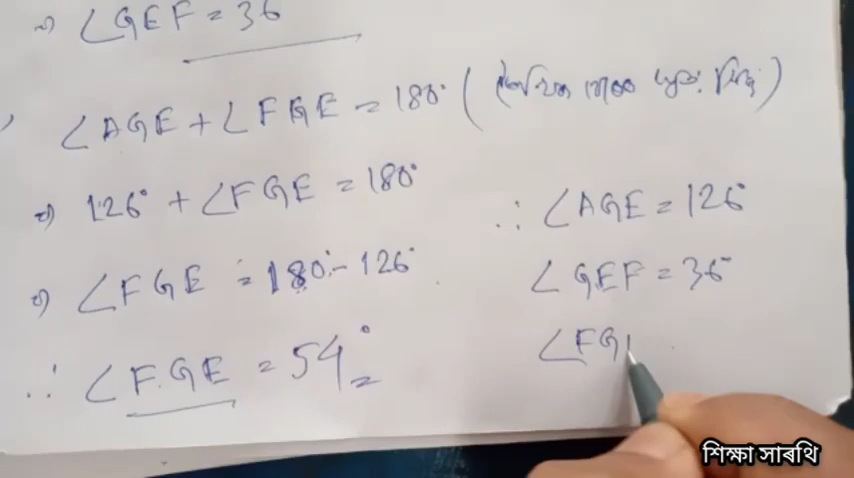 ⇒ ∠GEF = 36
∠AGE + ∠FGE = 180° (
⇒ 126° + ∠FGE = 180°
⇒ ∠FGE = 180° - 126°
∴ ∠FGE = 54°
∴ ∠AGE = 126°
∠GEF = 36°
∠FG
শিক্ষা সাৰথি